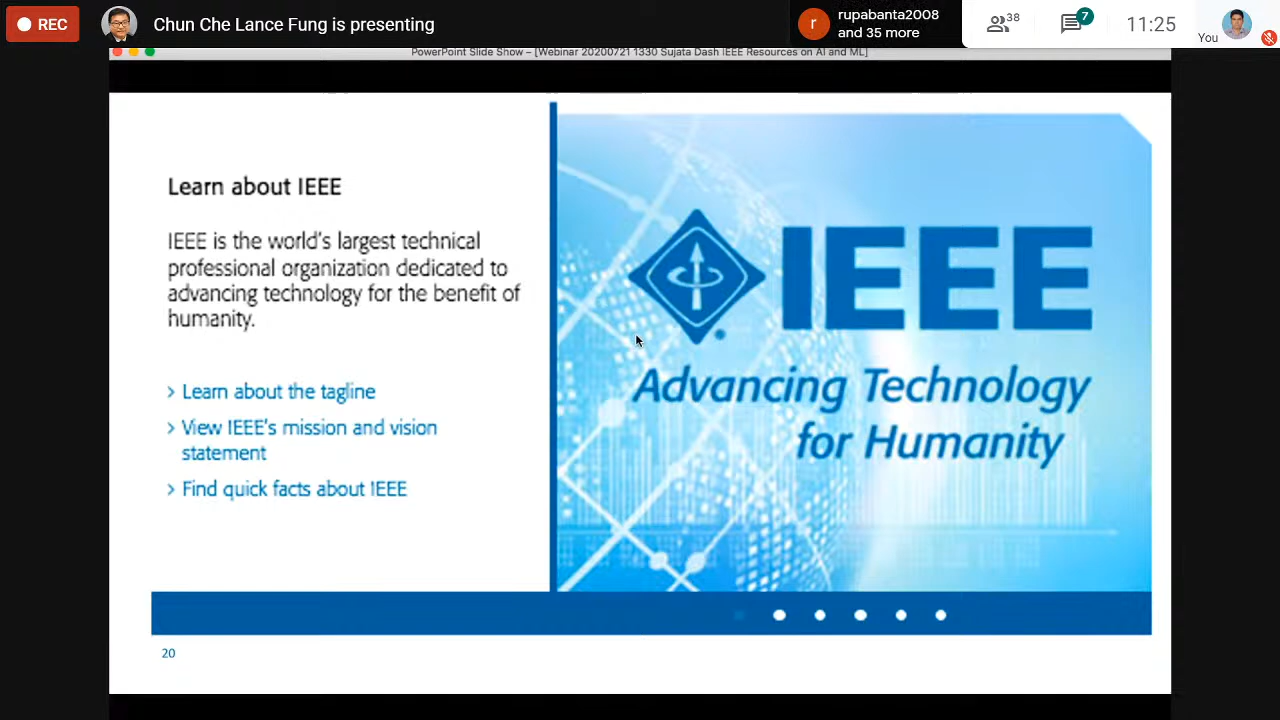 REC
Chun Che Lance Fung is presenting
r
rupabanta2008
and 35 more
38
7
11:25
You
PowerPoint Slide Show – [Webinar 20200721 1330 Sujata Dash IEEE Resources on AI and ML]
Learn about IEEE
IEEE is the world's largest technical
professional organization dedicated to
advancing technology for the benefit of
humanity.
> Learn about the tagline
> View IEEE's mission and vision
statement
> Find quick facts about IEEE
IEEE
Advancing Technology
for Humanity
20